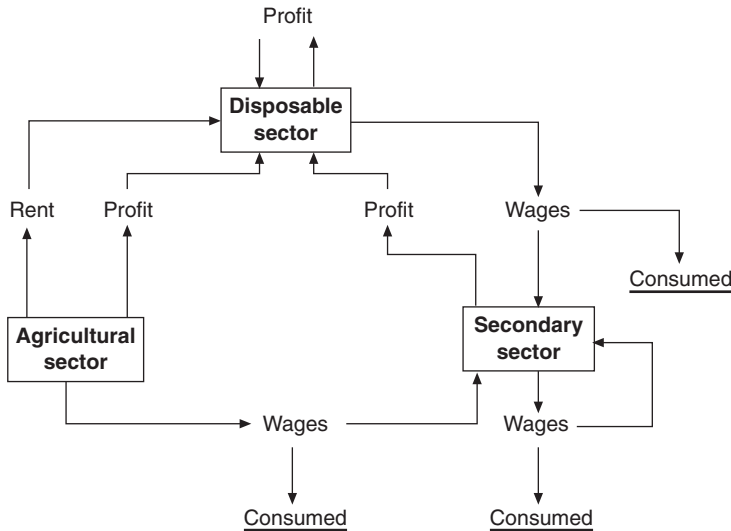 Profit
Disposable
sector
Rent
Profit
Profit
Wages
Consumed
Agricultural
sector
Secondary
sector
Wages
Wages
Consumed
Consumed